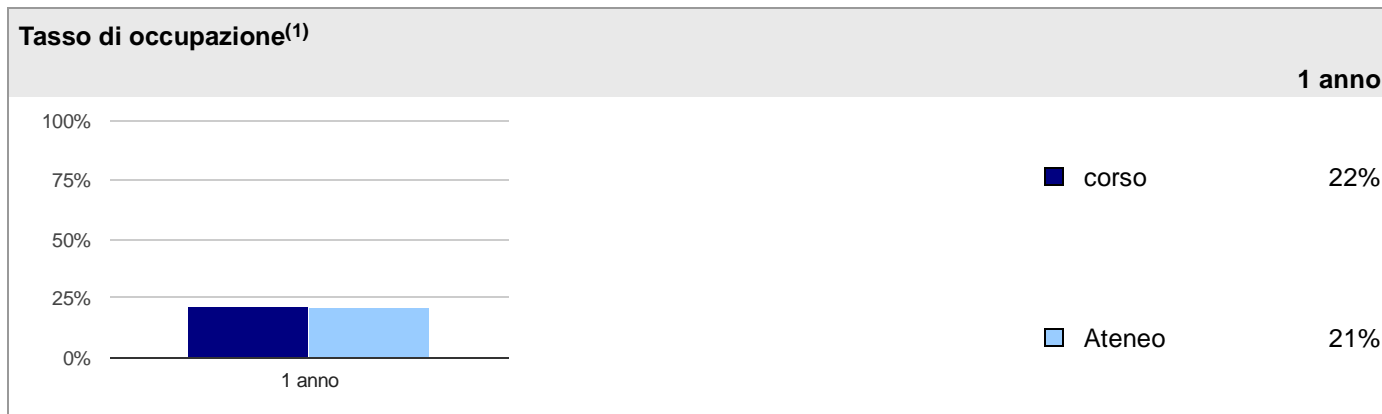 Tasso di occupazione(1)
1 anno
100%
75%
50%
25%
0%
1 anno
corso 22%
Ateneo 21%